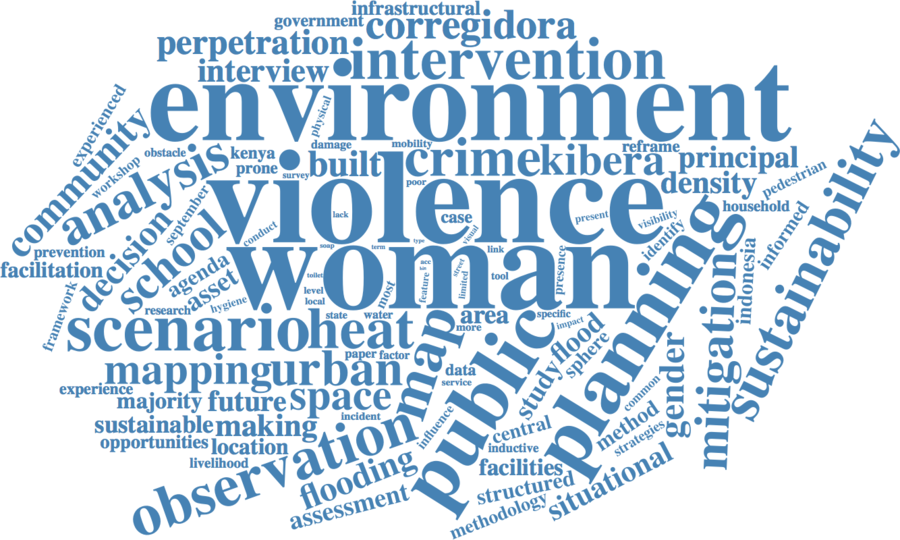 infrastructural
government
corregidora
perpetration
intervention
interview
environment
physical
experienced
community
workshop
obstacle
analysis
kenya
prone
survey
damage
built
mobility
crime
kibera
reframe
principal
density
pedestrian
poor
violence
lack
case
present
visibility
identify
household
informed
sustainability
september
decision
school
conduct
prevention
facilitation
framework
agenda
asset
hygiene
research
woman
soap
term
type
visual
link
toilet
level
local
state
water
most
acc
feature
street
limited
tool
presence
planning
indonesia
mitigation
scenario
heat
map
area
more
specific
impact
public
flood
sphere
study
gender
mapping
urban
paper
factor
data
service
experience
majority
future
space
incident
sustainable
making
opportunities
location
livelihood
observation
influence
central
inductive
common
method
strategies
flooding
facilities
assessment
structured
methodology
situational